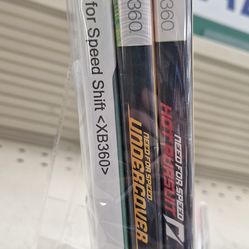 for Speed Shift <XB360>
360
NEED FOR SPEED
UNDERCOVER
360
NEED FOR SPEED
HOT PURSUIT